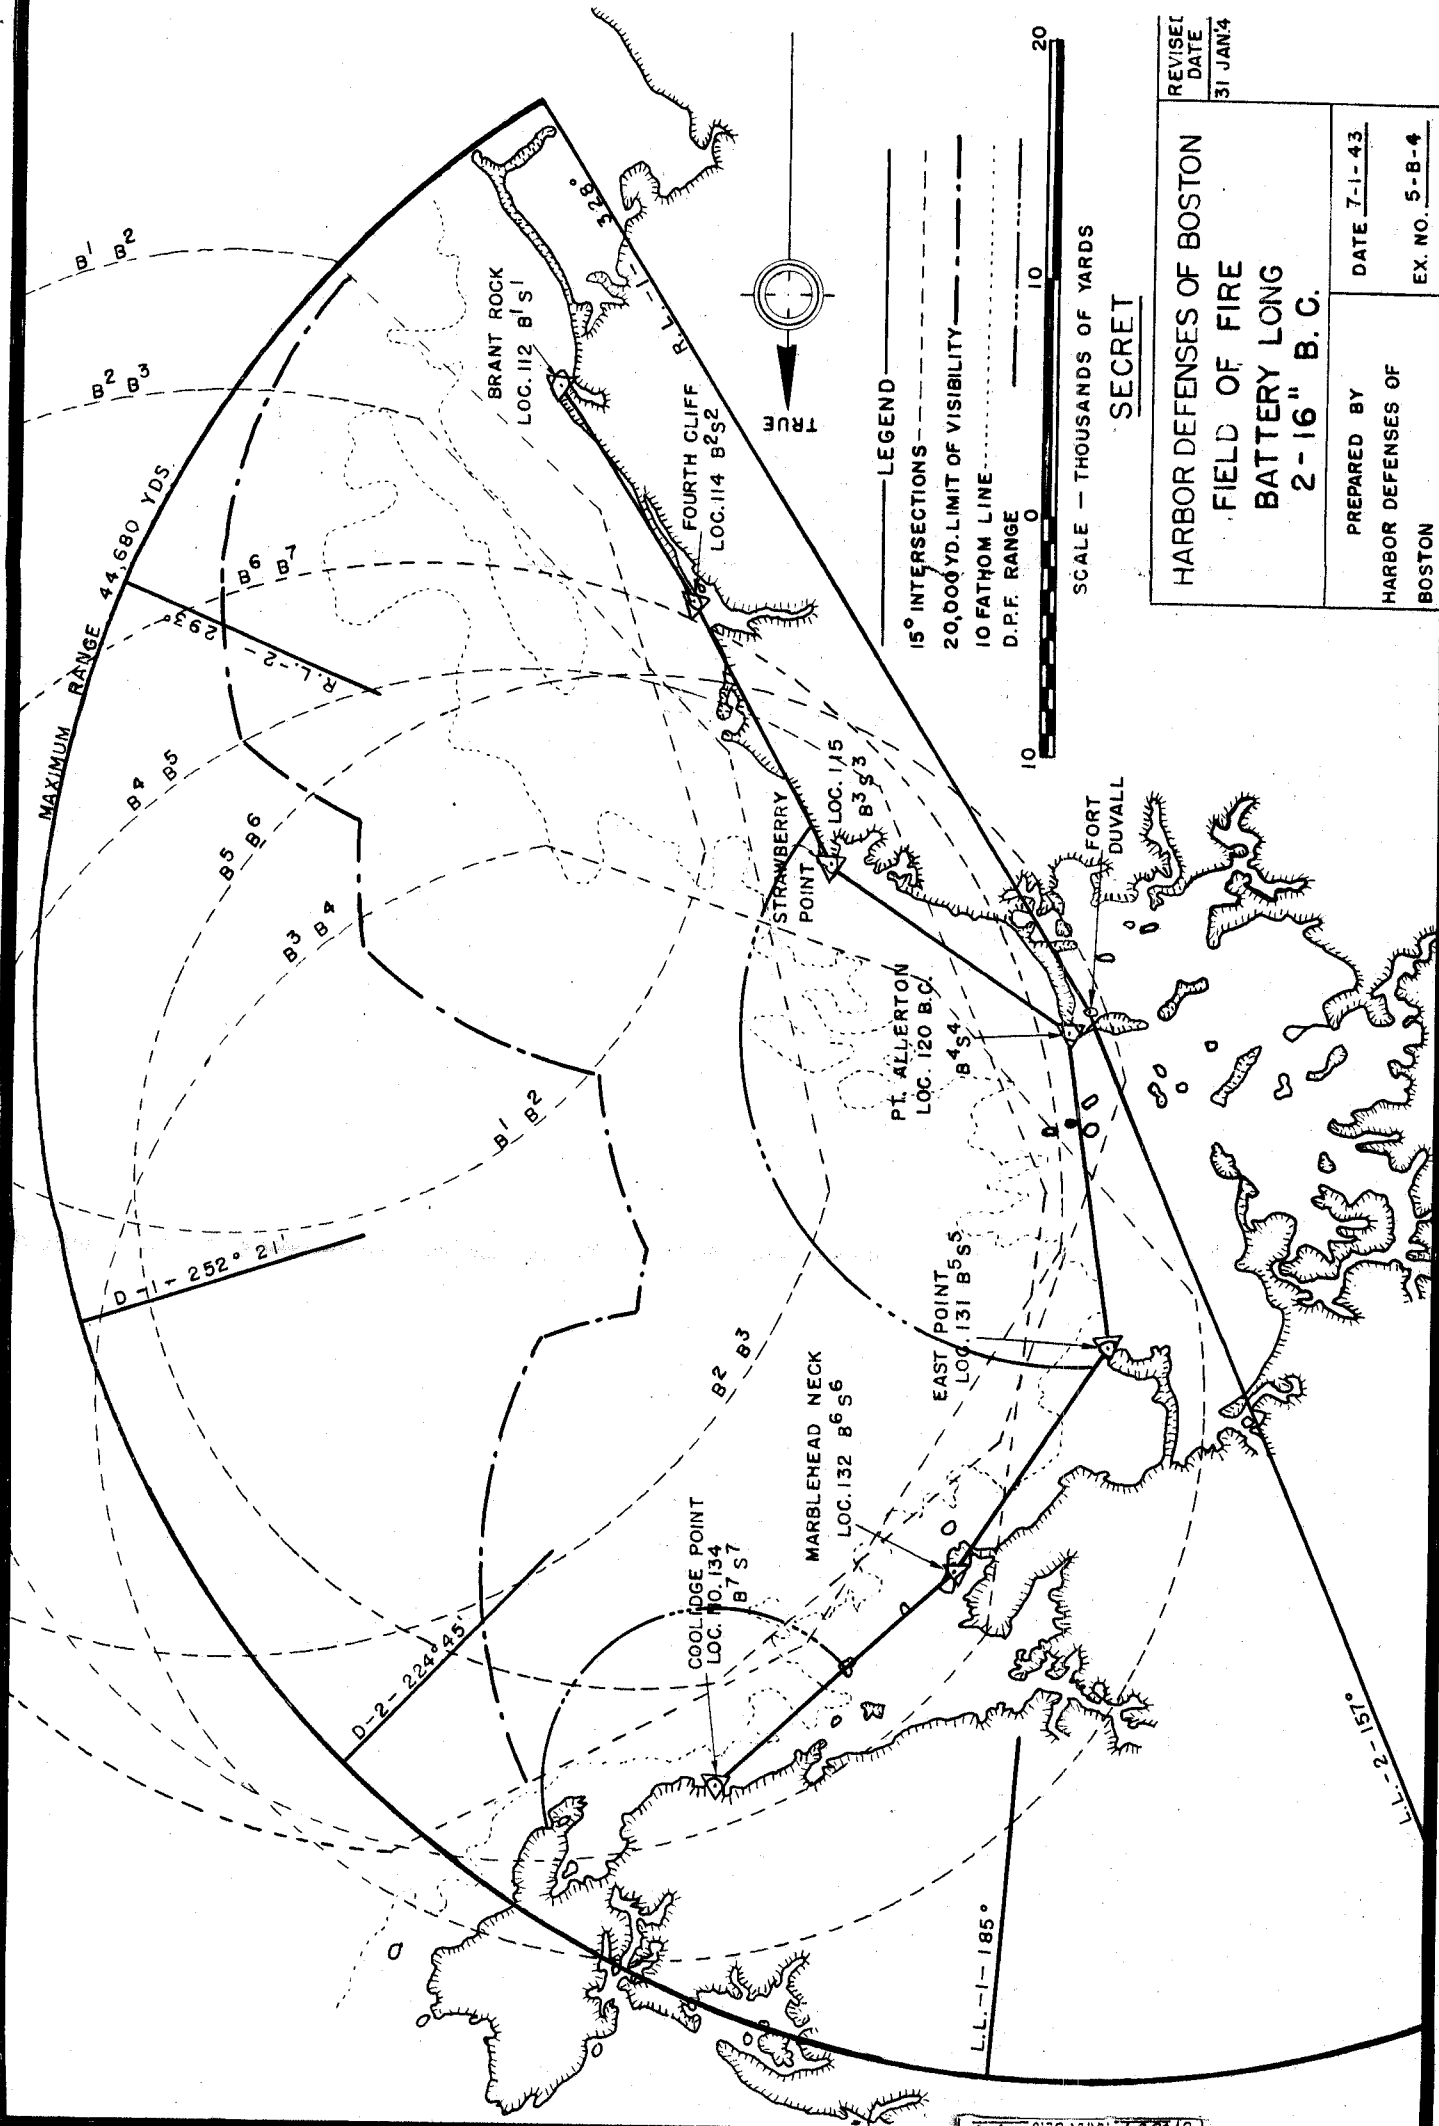 MAXIMUM RANGE 44,680 YDS.
B¹ B²
B² B³
B⁶ B⁷
R.L.-2 - 293°
B⁴ B⁵
B⁵ B⁶
B³ B⁴
B¹ B²
D-1-252° 21'
B² B³
D-2-224° 45'
BRANT ROCK
LOC. 112 B¹S¹
328°
R.L.-1-
FOURTH CLIFF
LOC. 114 B²S²
STRAWBERRY
POINT
LOC. 115
B³S³
PT. ALLERTON
LOC. 120 B.C.
B⁴S⁴
FORT
DUVALL
EAST POINT
LOC. 131 B⁵S⁵
MARBLEHEAD NECK
LOC. 132 B⁶S⁶
COOLIDGE POINT
LOC. NO. 134
B⁷S⁷
L.L.-1-185°
L.L.-2-157°
TRUE
LEGEND
15° INTERSECTIONS
20,000 YD. LIMIT OF VISIBILITY
10 FATHOM LINE
D.P.F. RANGE
10 0 10 20
SCALE – THOUSANDS OF YARDS
SECRET
HARBOR DEFENSES OF BOSTON
FIELD OF FIRE
BATTERY LONG
2-16" B.C.
PREPARED BY
HARBOR DEFENSES OF
BOSTON
DATE 7-1-43
EX. NO. 5-B-4
DATE
31 JAN'4